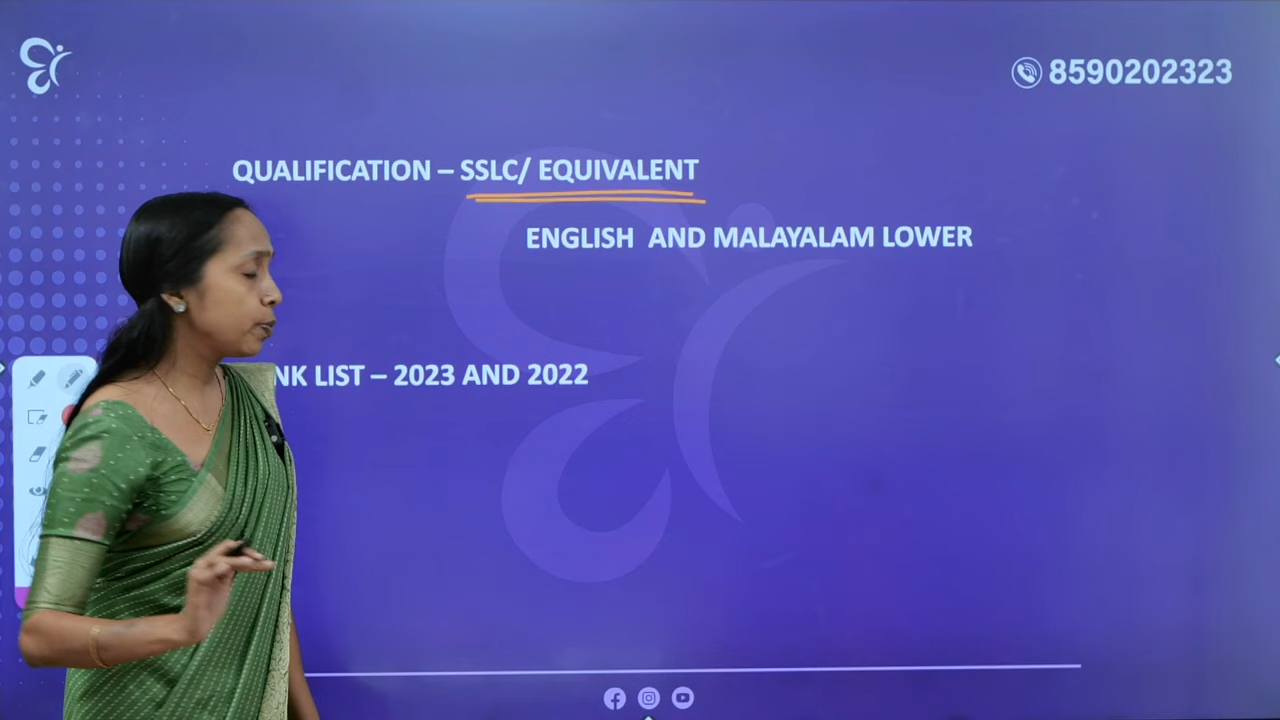 8590202323
QUALIFICATION – SSLC/ EQUIVALENT
ENGLISH AND MALAYALAM LOWER
NK LIST – 2023 AND 2022